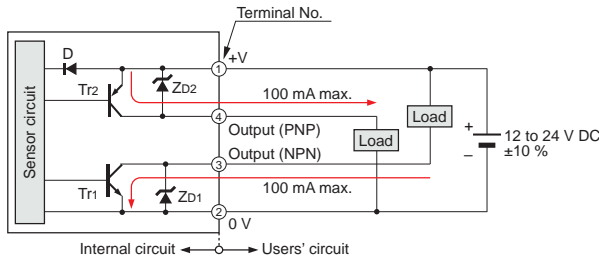 Terminal No.
D
1
+V
Tr2
ZD2
100 mA max.
Sensor circuit
4
Output (PNP)
Load
Load
+
−
12 to 24 V DC
±10 %
Output (NPN)
3
100 mA max.
Tr1
ZD1
2
0 V
Internal circuit
Users' circuit